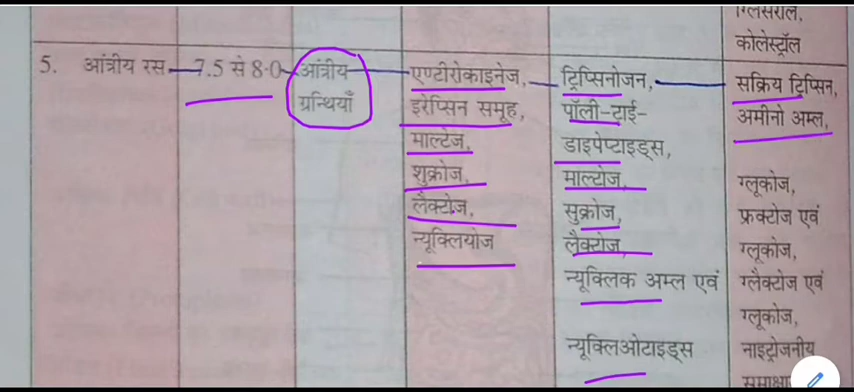 ग्लिसरॉल,
कोलेस्ट्रॉल
5. आंत्रीय रस 7.5 से 8·0 आंत्रीय एण्टीरोकाइनेज, ट्रिप्सिनोजन, सक्रिय ट्रिप्सिन,
ग्रन्थियाँ इरेप्सिन समूह, पॉली-ट्राई- अमीनो अम्ल,
माल्टेज, डाइपेप्टाइड्स,
शुक्रोज, माल्टोज, ग्लूकोज,
लैक्टोज, सुक्रोज, फ्रक्टोज एवं
न्यूक्लियोज लैक्टोज, ग्लूकोज,
न्यूक्लिक अम्ल एवं ग्लैक्टोज एवं
ग्लूकोज,
न्यूक्लिओटाइड्स नाइट्रोजनीय